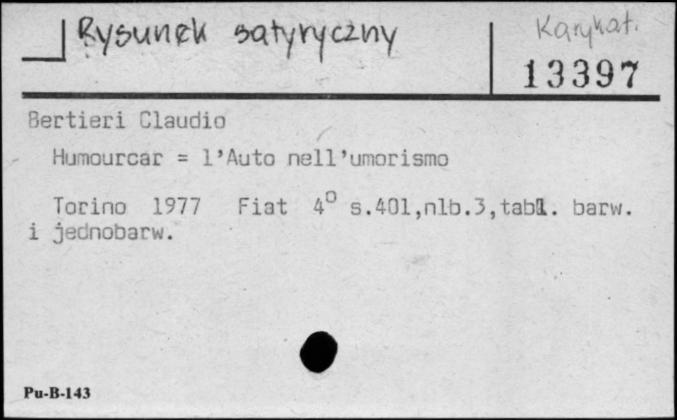 Rysunek satyryczny
Karykat.
13397
Bertieri Claudio
Humourcar = l'Auto nell'umorismo
Torino 1977 Fiat 4° s.401,nlb.3,tabl. barw.
i jednobarw.
Pu-B-143